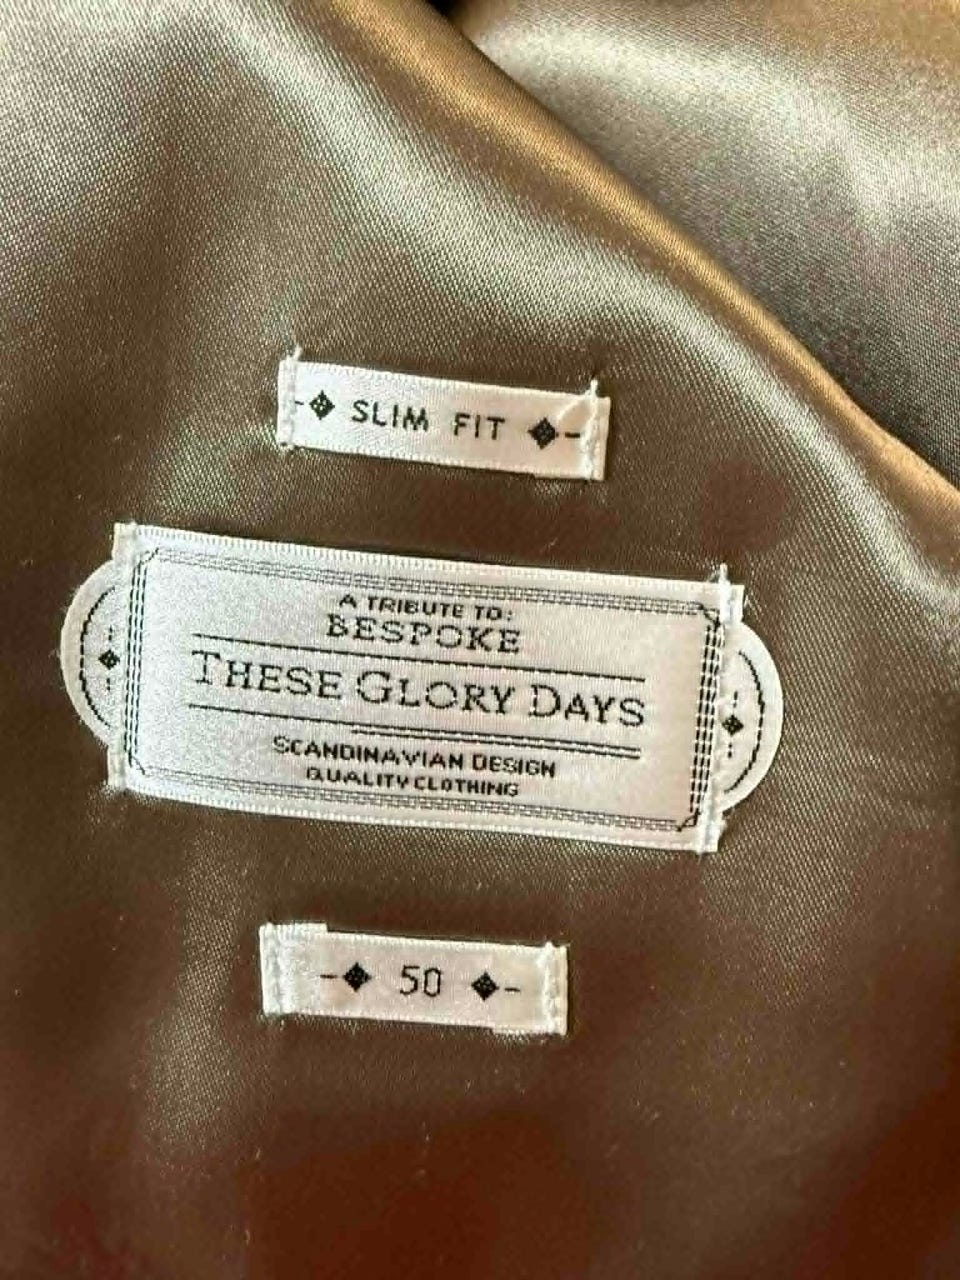 SLIM FIT
A TRIBUTE TO:
BESPOKE
THESE GLORY DAYS
SCANDINAVIAN DESIGN
QUALITY CLOTHING
50